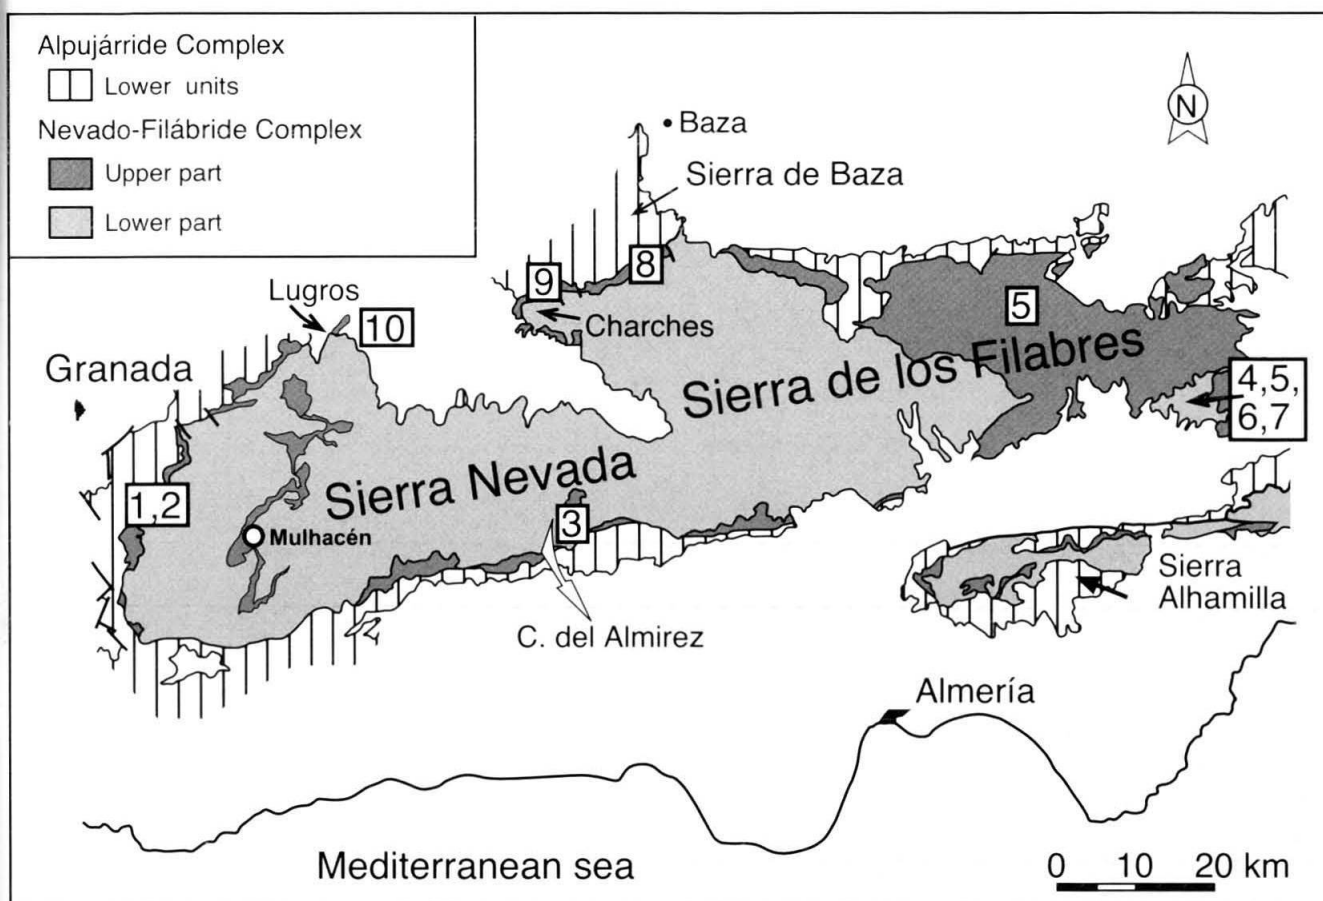 Alpujárride Complex
Lower units
Nevado-Filábride Complex
Upper part
Lower part
N
Baza
Sierra de Baza
8
9
Charches
Lugros
10
Granada
5
Sierra de los Filabres
4,5,
6,7
Sierra Nevada
1,2
3
Mulhacén
C. del Almirez
Sierra
Alhamilla
Almería
Mediterranean sea
0 10 20 km